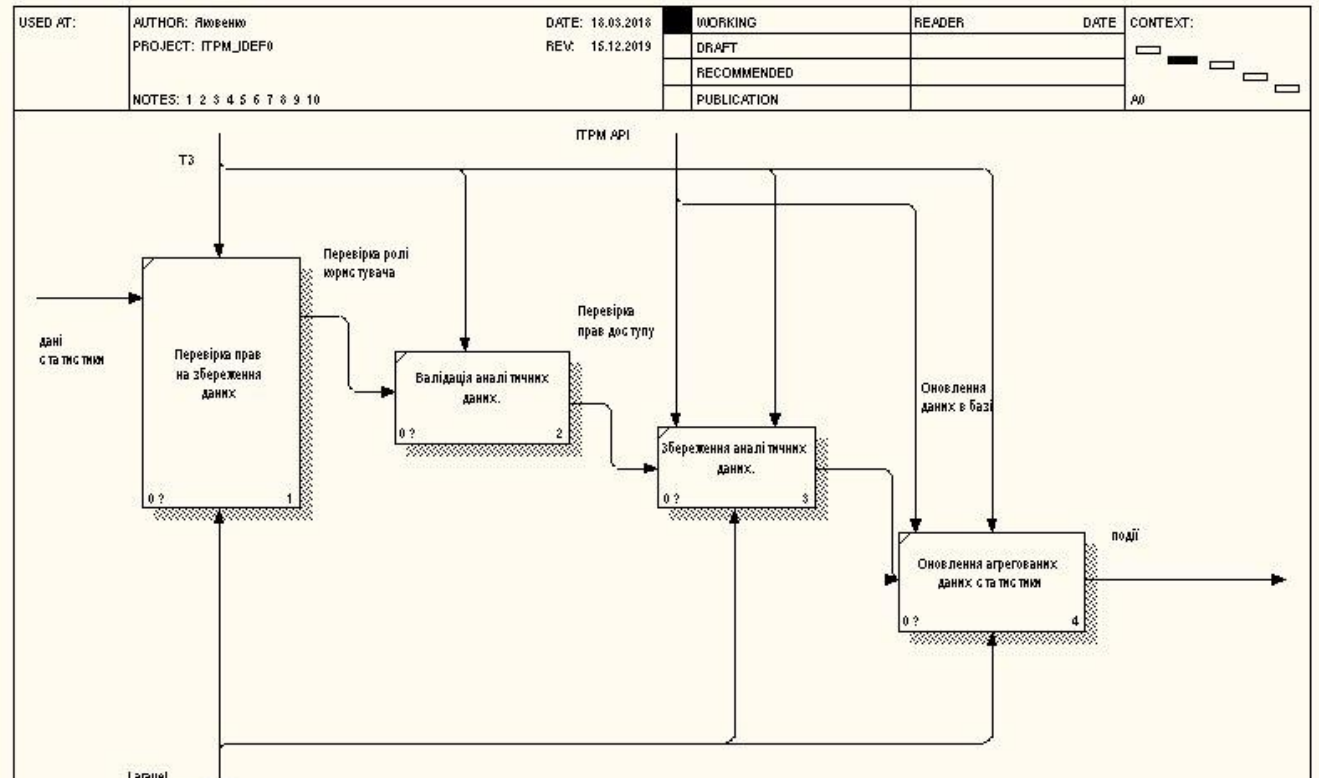 USED AT:
AUTHOR: Яковенко
DATE: 18.03.2018
WORKING
READER
DATE
CONTEXT:
PROJECT: ITPM_IDEF0
REV: 15.12.2019
DRAFT
RECOMMENDED
NOTES: 1 2 3 4 5 6 7 8 9 10
PUBLICATION
A0
ITPM API
ТЗ
Перевірка ролі
користувача
Перевірка
прав доступу
дані
статистики
Перевірка прав
на збереження
даних
0 ?
1
Валідація аналітичних
даних.
0 ?
2
Оновлення
даних в базі
Збереження аналітичних
даних.
0 ?
3
події
Оновлення агрегованих
даних статистики
0 ?
4
Laravel